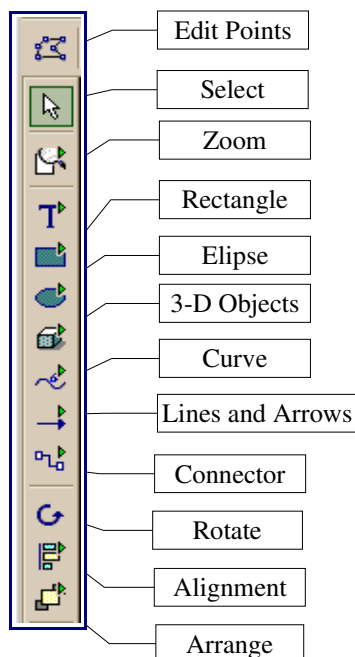 Edit Points
Select
Zoom
T
Rectangle
Elipse
3-D Objects
Curve
Lines and Arrows
Connector
Rotate
Alignment
Arrange